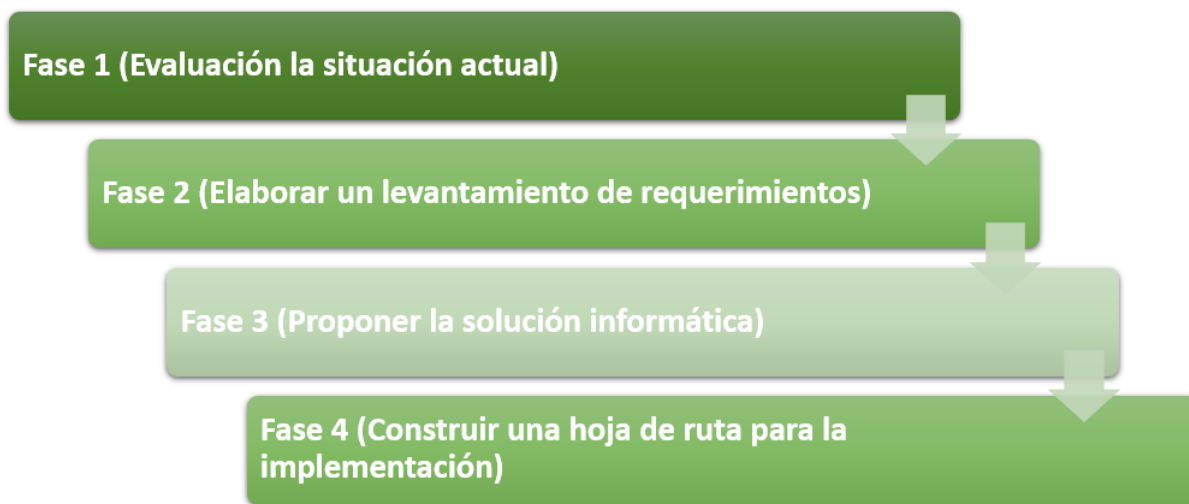 Fase 1 (Evaluación la situación actual)
Fase 2 (Elaborar un levantamiento de requerimientos)
Fase 3 (Proponer la solución informática)
Fase 4 (Construir una hoja de ruta para la
implementación)